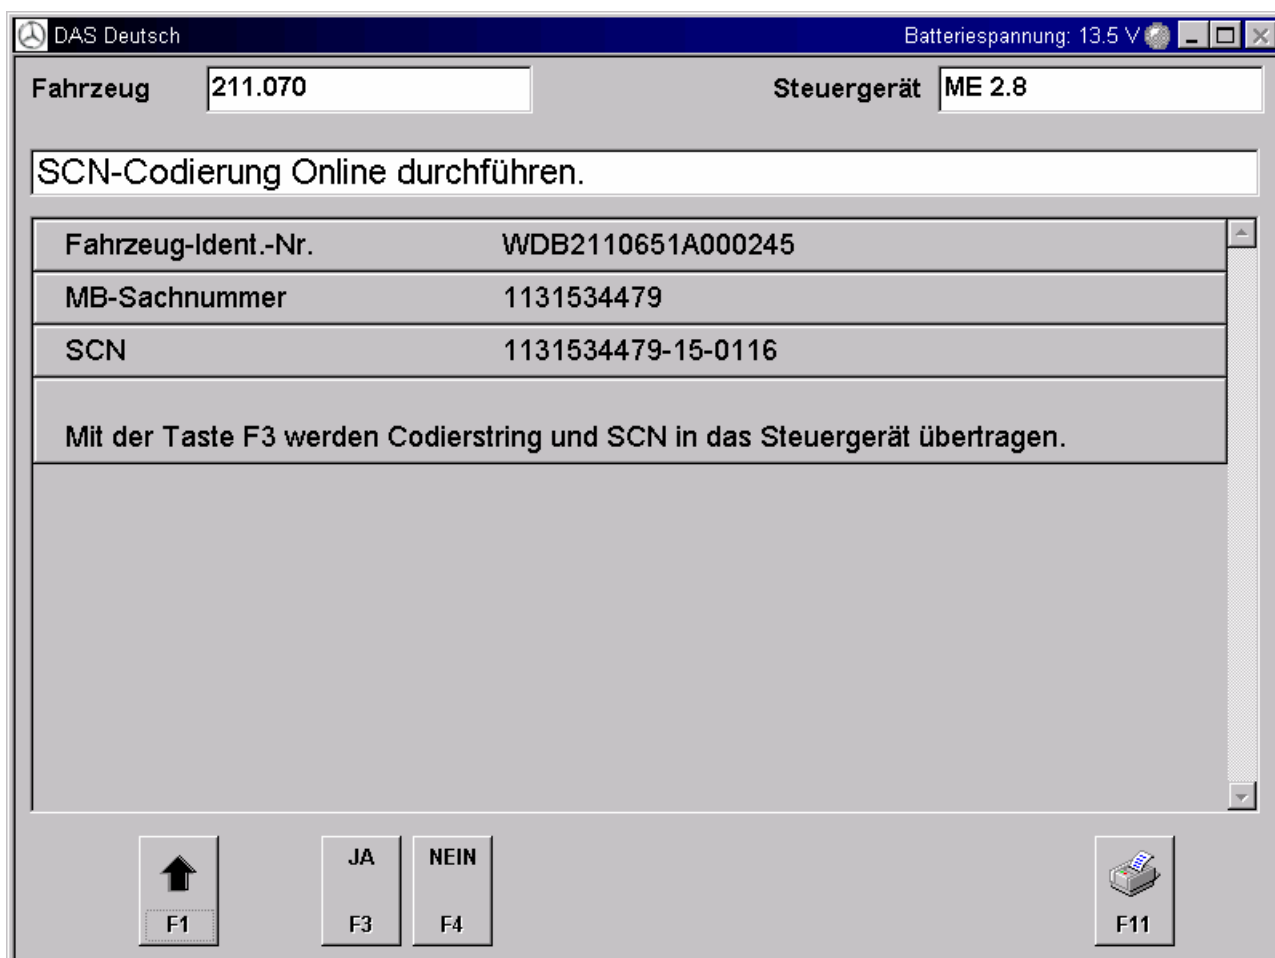 DAS Deutsch Batteriespannung: 13.5 V
Fahrzeug 211.070 Steuergerät ME 2.8
SCN-Codierung Online durchführen.
Fahrzeug-Ident.-Nr. WDB2110651A000245
MB-Sachnummer 1131534479
SCN 1131534479-15-0116
Mit der Taste F3 werden Codierstring und SCN in das Steuergerät übertragen.
JA NEIN
F1 F3 F4 F11